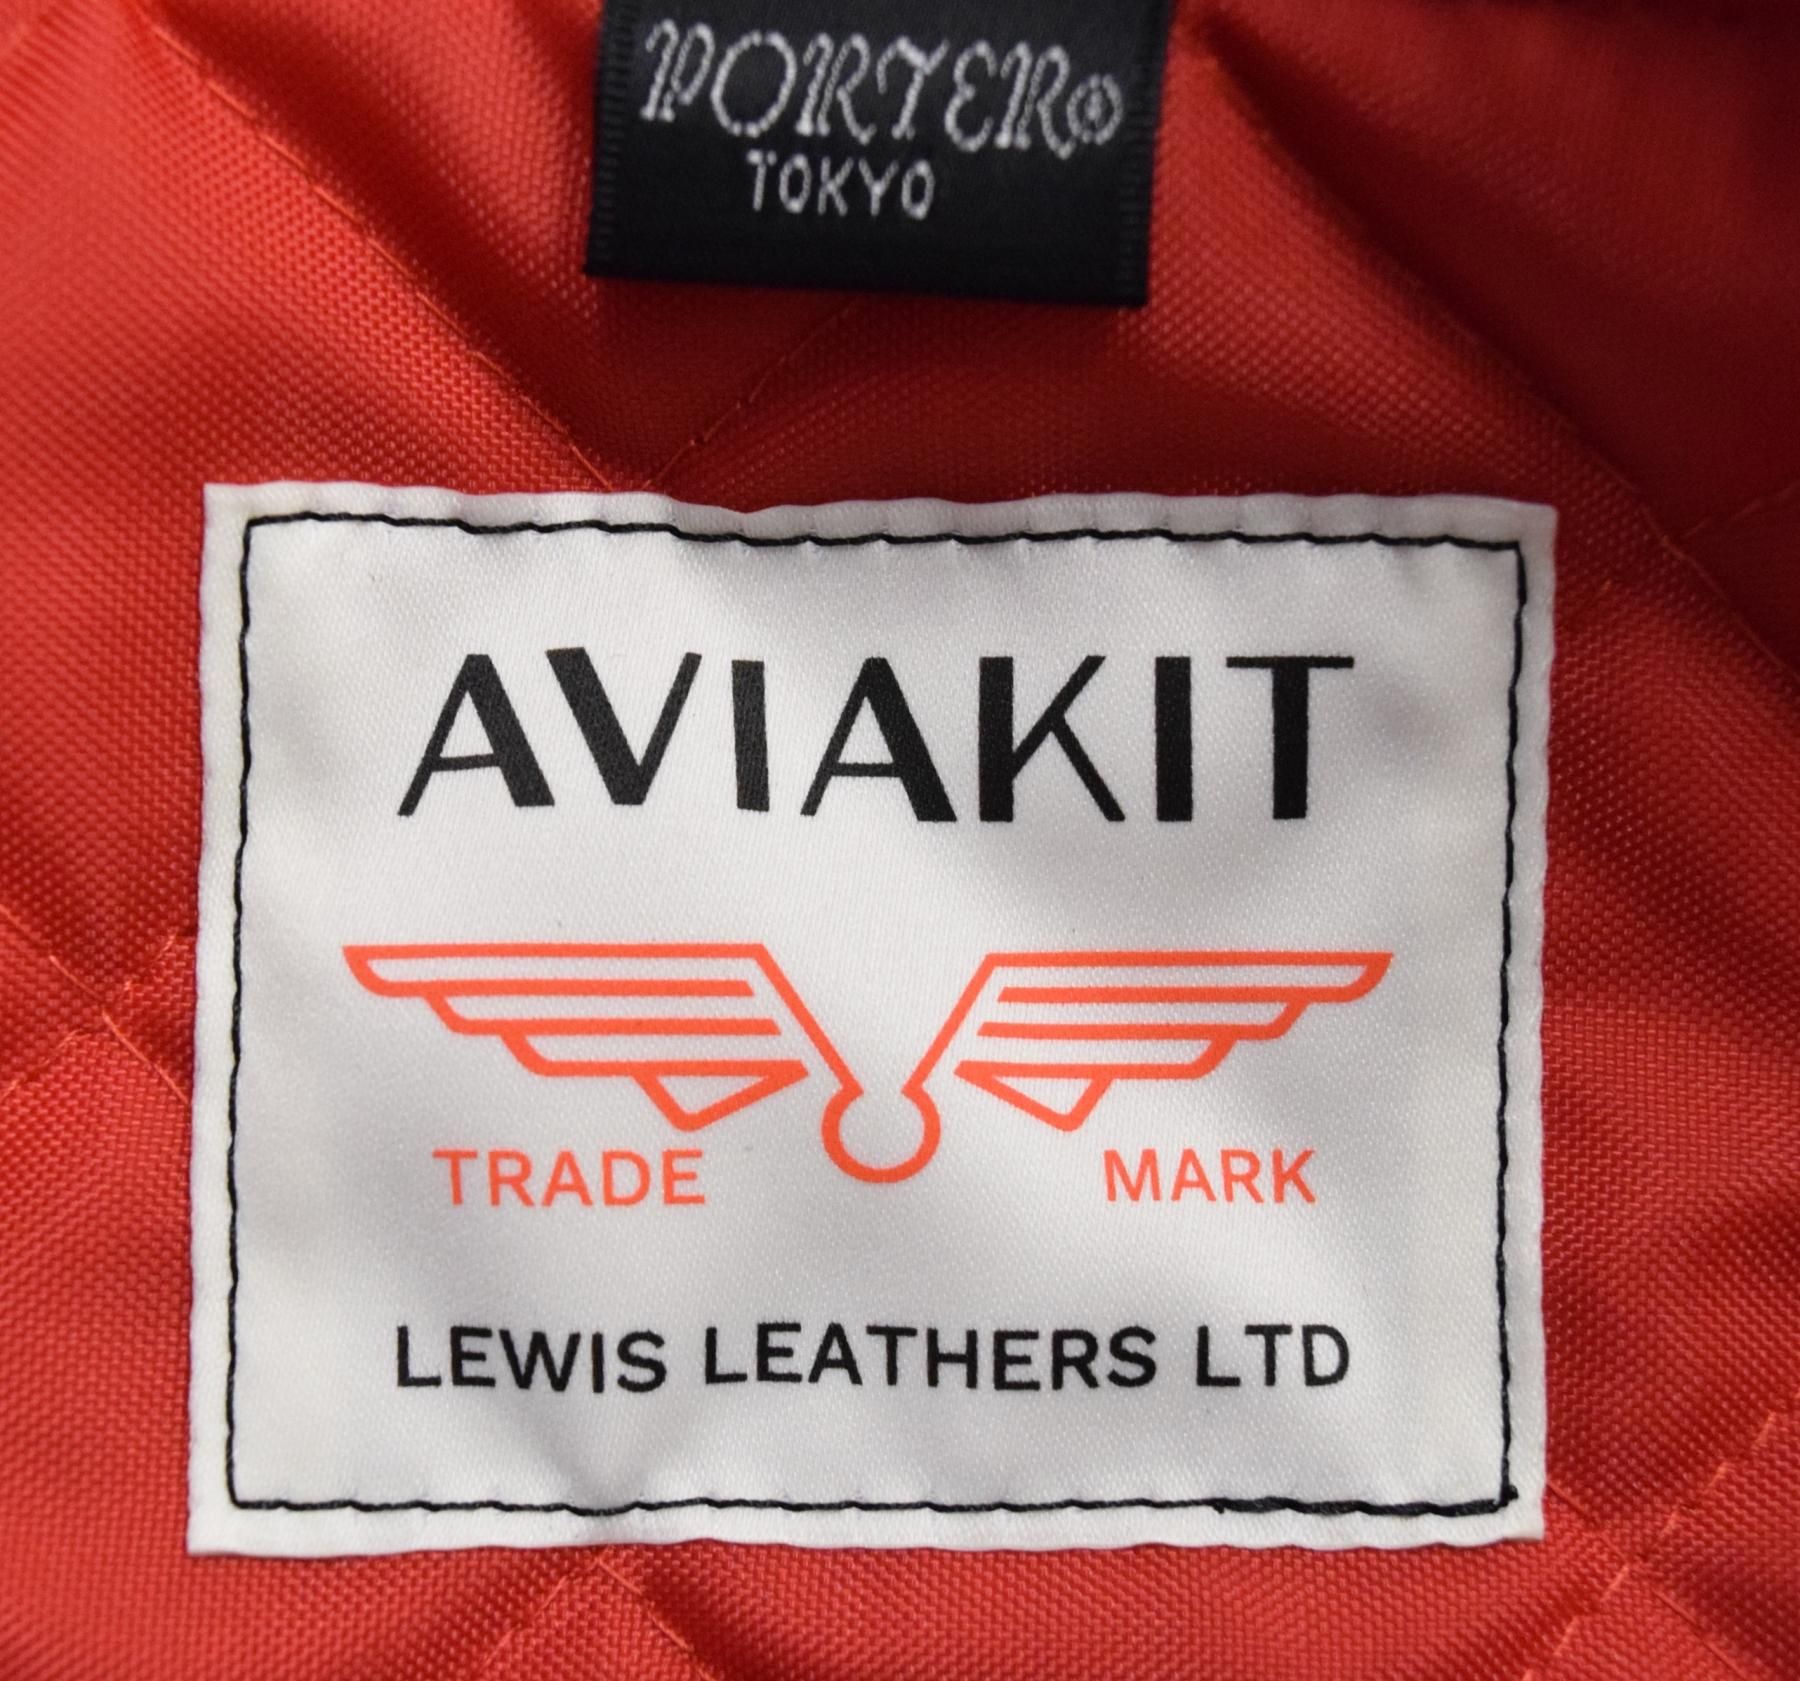 PORTER®
TOKYO
AVIAKIT
TRADE MARK
LEWIS LEATHERS LTD